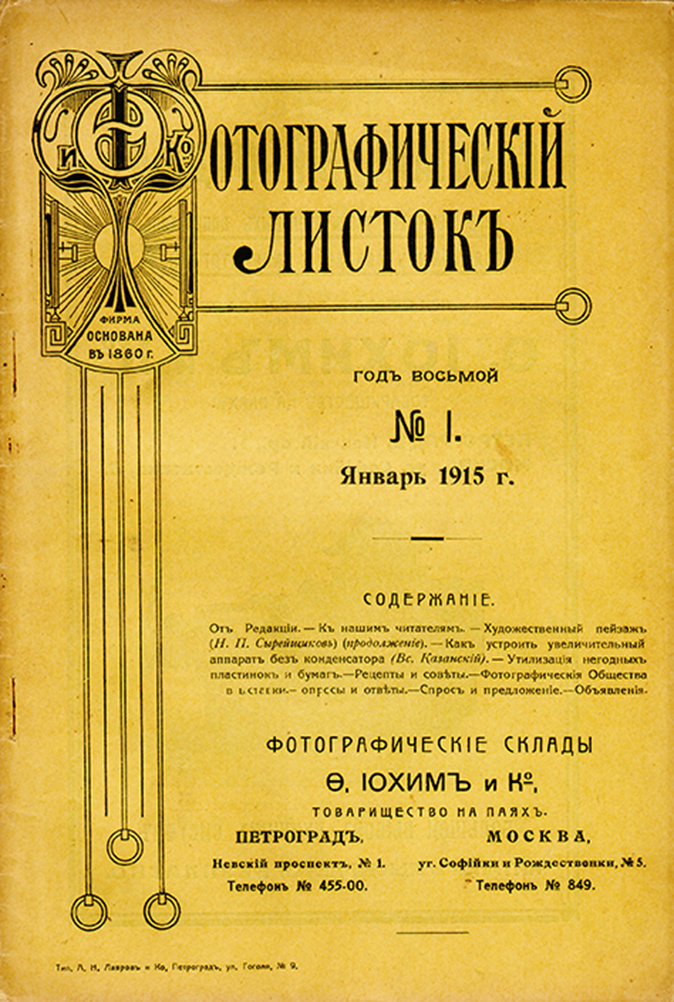 ФОТОГРАФИЧЕСКІЙ
ЛИСТОКЪ
И Ко
ФИРМА
ОСНОВАНА
ВЪ 1860 г.
ГОДЪ ВОСЬМОЙ
№ 1.
Январь 1915 г.
СОДЕРЖАНІЕ.
Отъ Редакціи. — Къ нашимъ читателямъ. — Художественный пейзажъ
(Н. П. Сырейщиковъ) (продолженіе). — Какъ устроить увеличительный
аппаратъ безъ конденсатора (Вс. Казанскій). — Утилизація негодныхъ
пластинокъ и бумагъ.—Рецепты и совѣты.—Фотографическія Общества
и отвѣты.—Спросъ и предложеніе.—Объявленія.
ФОТОГРАФИЧЕСКІЕ СКЛАДЫ
Ѳ. ІОХИМЪ и Ко,
ТОВАРИЩЕСТВО НА ПАЯХЪ.
ПЕТРОГРАДЪ, МОСКВА,
Невскій проспектъ, № 1. уг. Софійки и Рождественки, № 5.
Телефонъ № 455-00. Телефонъ № 849.
Тип. Л. Н. Лавровъ и Ко, Петроградъ, ул. Гоголя, № 9.